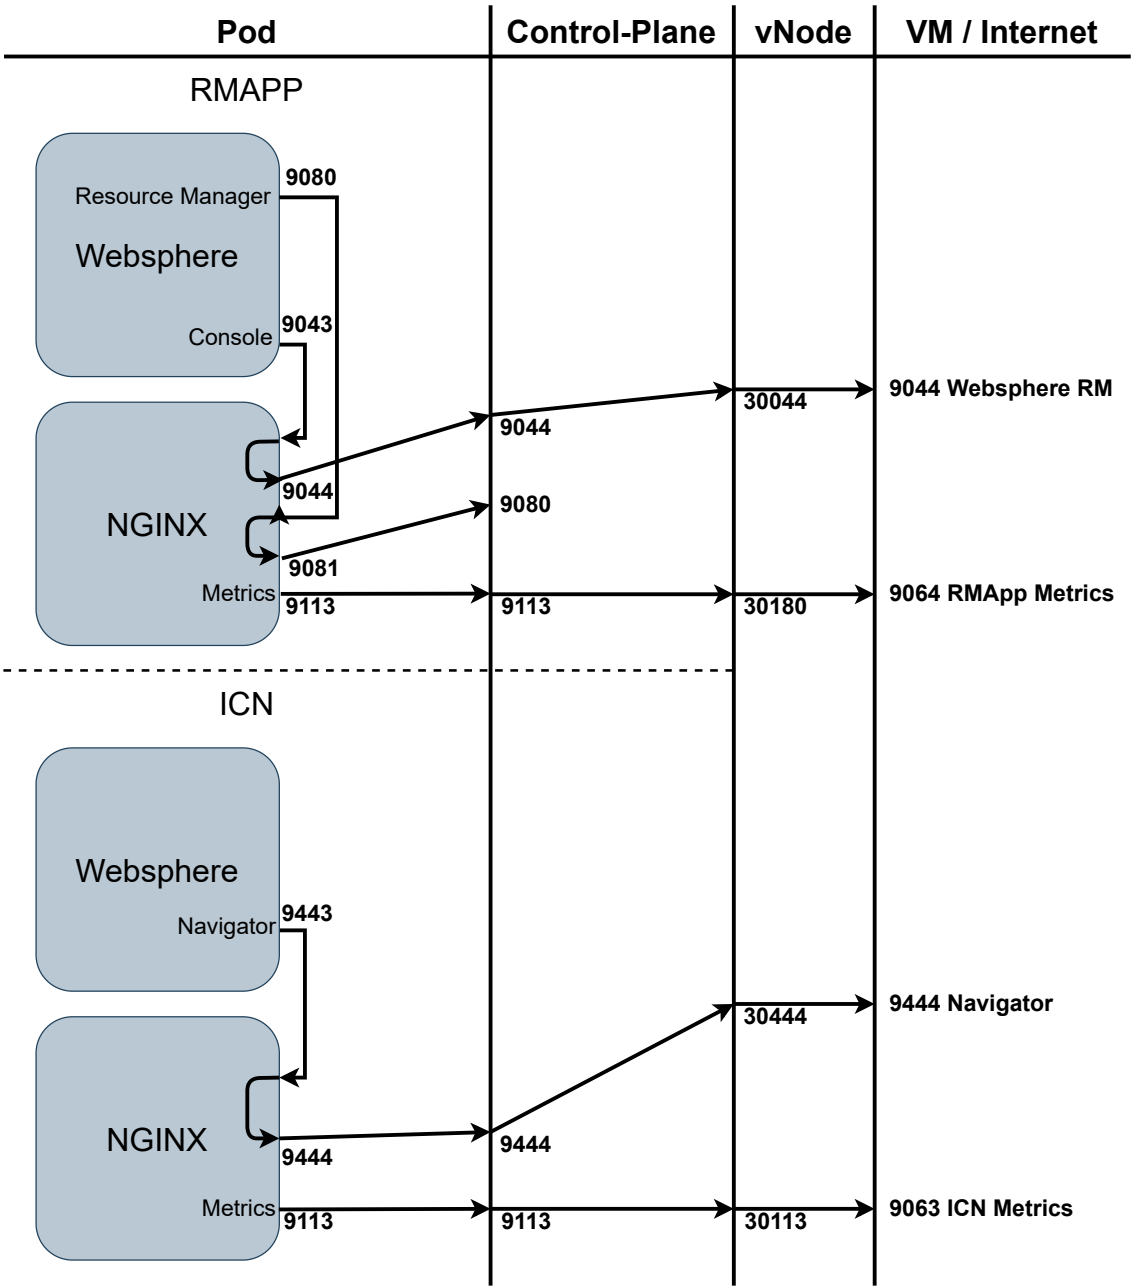 Pod
Control-Plane
vNode
VM / Internet
RMAPP
9080
Resource Manager
Websphere
9043
Console
30044
9044 Websphere RM
9044
9044
9080
NGINX
9081
Metrics
9113
9113
30180
9064 RMApp Metrics
ICN
Websphere
9443
Navigator
30444
9444 Navigator
NGINX
9444
9444
Metrics
9113
9113
30113
9063 ICN Metrics